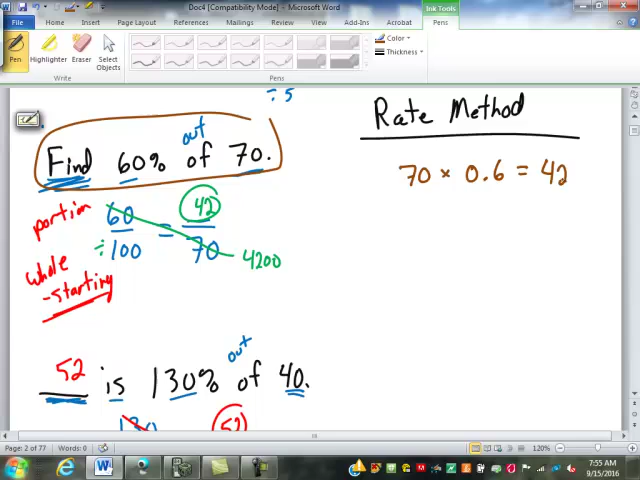 Doc4 [Compatibility Mode] - Microsoft Word
Ink Tools
File Home Insert Page Layout References Mailings Review View Add-Ins Acrobat Pens
Pen Highlighter Eraser Select Objects
Color
Thickness
Write Pens
÷5
Rate Method
out
Find 60% of 70.
70 × 0.6 = 42
portion 60 = 42
÷100 70 4200
whole
-starting
out
52 is 130% of 40.
130 52
Page: 2 of 77 Words: 0 120%
7:55 AM
9/15/2016